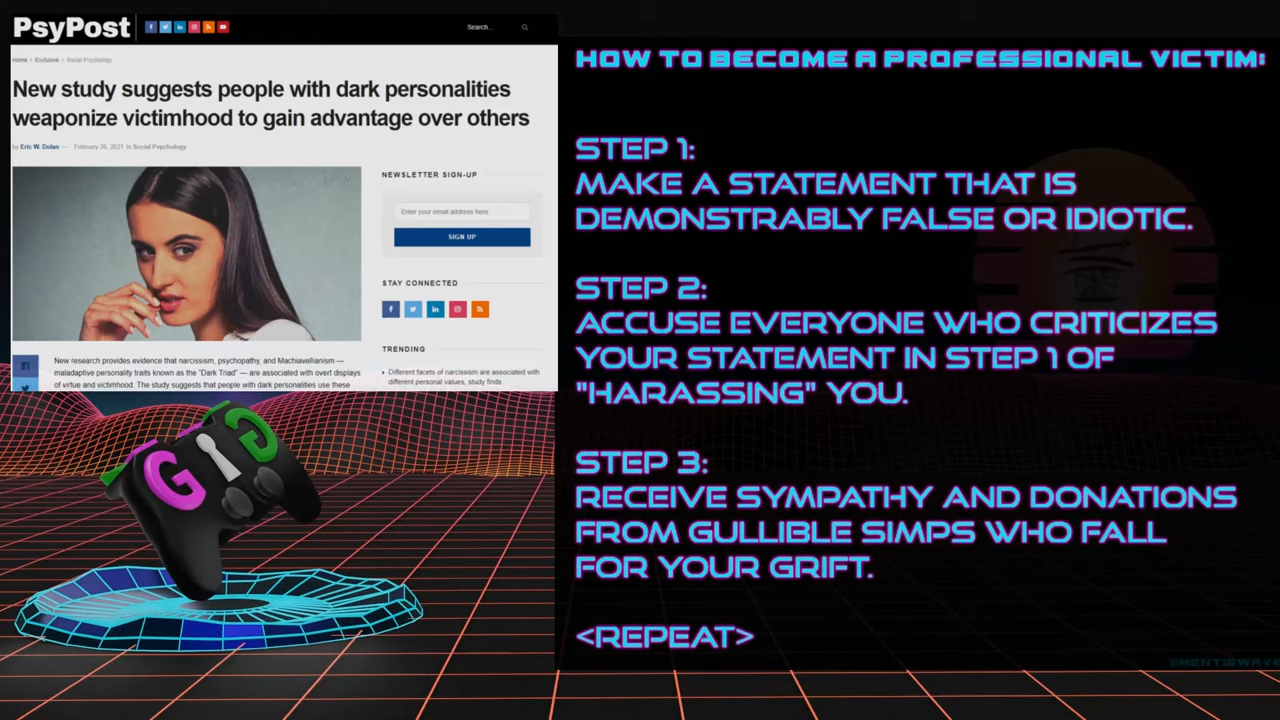 PsyPost
Search...
Home › Exclusive › Social Psychology
New study suggests people with dark personalities
weaponize victimhood to gain advantage over others
by Eric W. Dolan — February 26, 2021 in Social Psychology
NEWSLETTER SIGN-UP
Enter your email address here
SIGN UP
STAY CONNECTED
TRENDING
Different facets of narcissism are associated with
different personal values, study finds
New research provides evidence that narcissism, psychopathy, and Machiavellianism —
maladaptive personality traits known as the “Dark Triad” — are associated with overt displays
of virtue and victimhood. The study suggests that people with dark personalities use these
GIG
HOW TO BECOME A PROFESSIONAL VICTIM:
STEP 1:
MAKE A STATEMENT THAT IS
DEMONSTRABLY FALSE OR IDIOTIC.
STEP 2:
ACCUSE EVERYONE WHO CRITICIZES
YOUR STATEMENT IN STEP 1 OF
"HARASSING" YOU.
STEP 3:
RECEIVE SYMPATHY AND DONATIONS
FROM GULLIBLE SIMPS WHO FALL
FOR YOUR GRIFT.
<REPEAT>